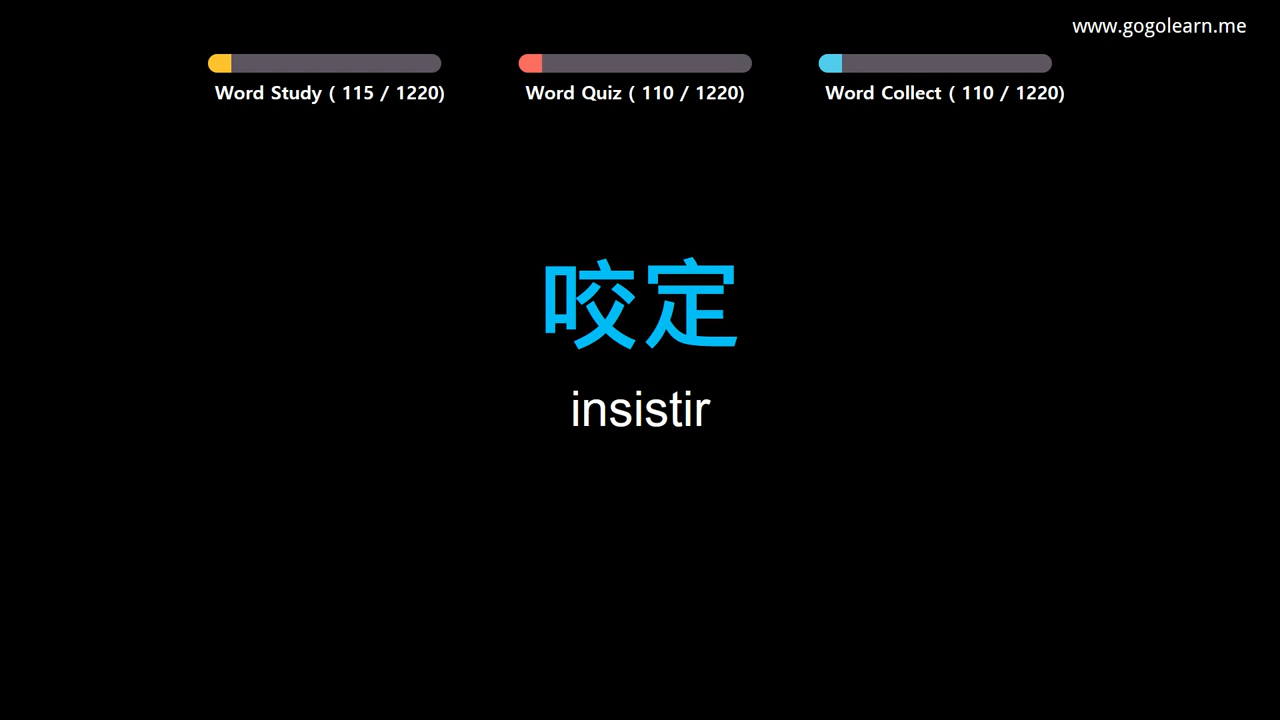 www.gogolearn.me
Word Study ( 115 / 1220)
Word Quiz ( 110 / 1220)
Word Collect ( 110 / 1220)
咬定
insistir